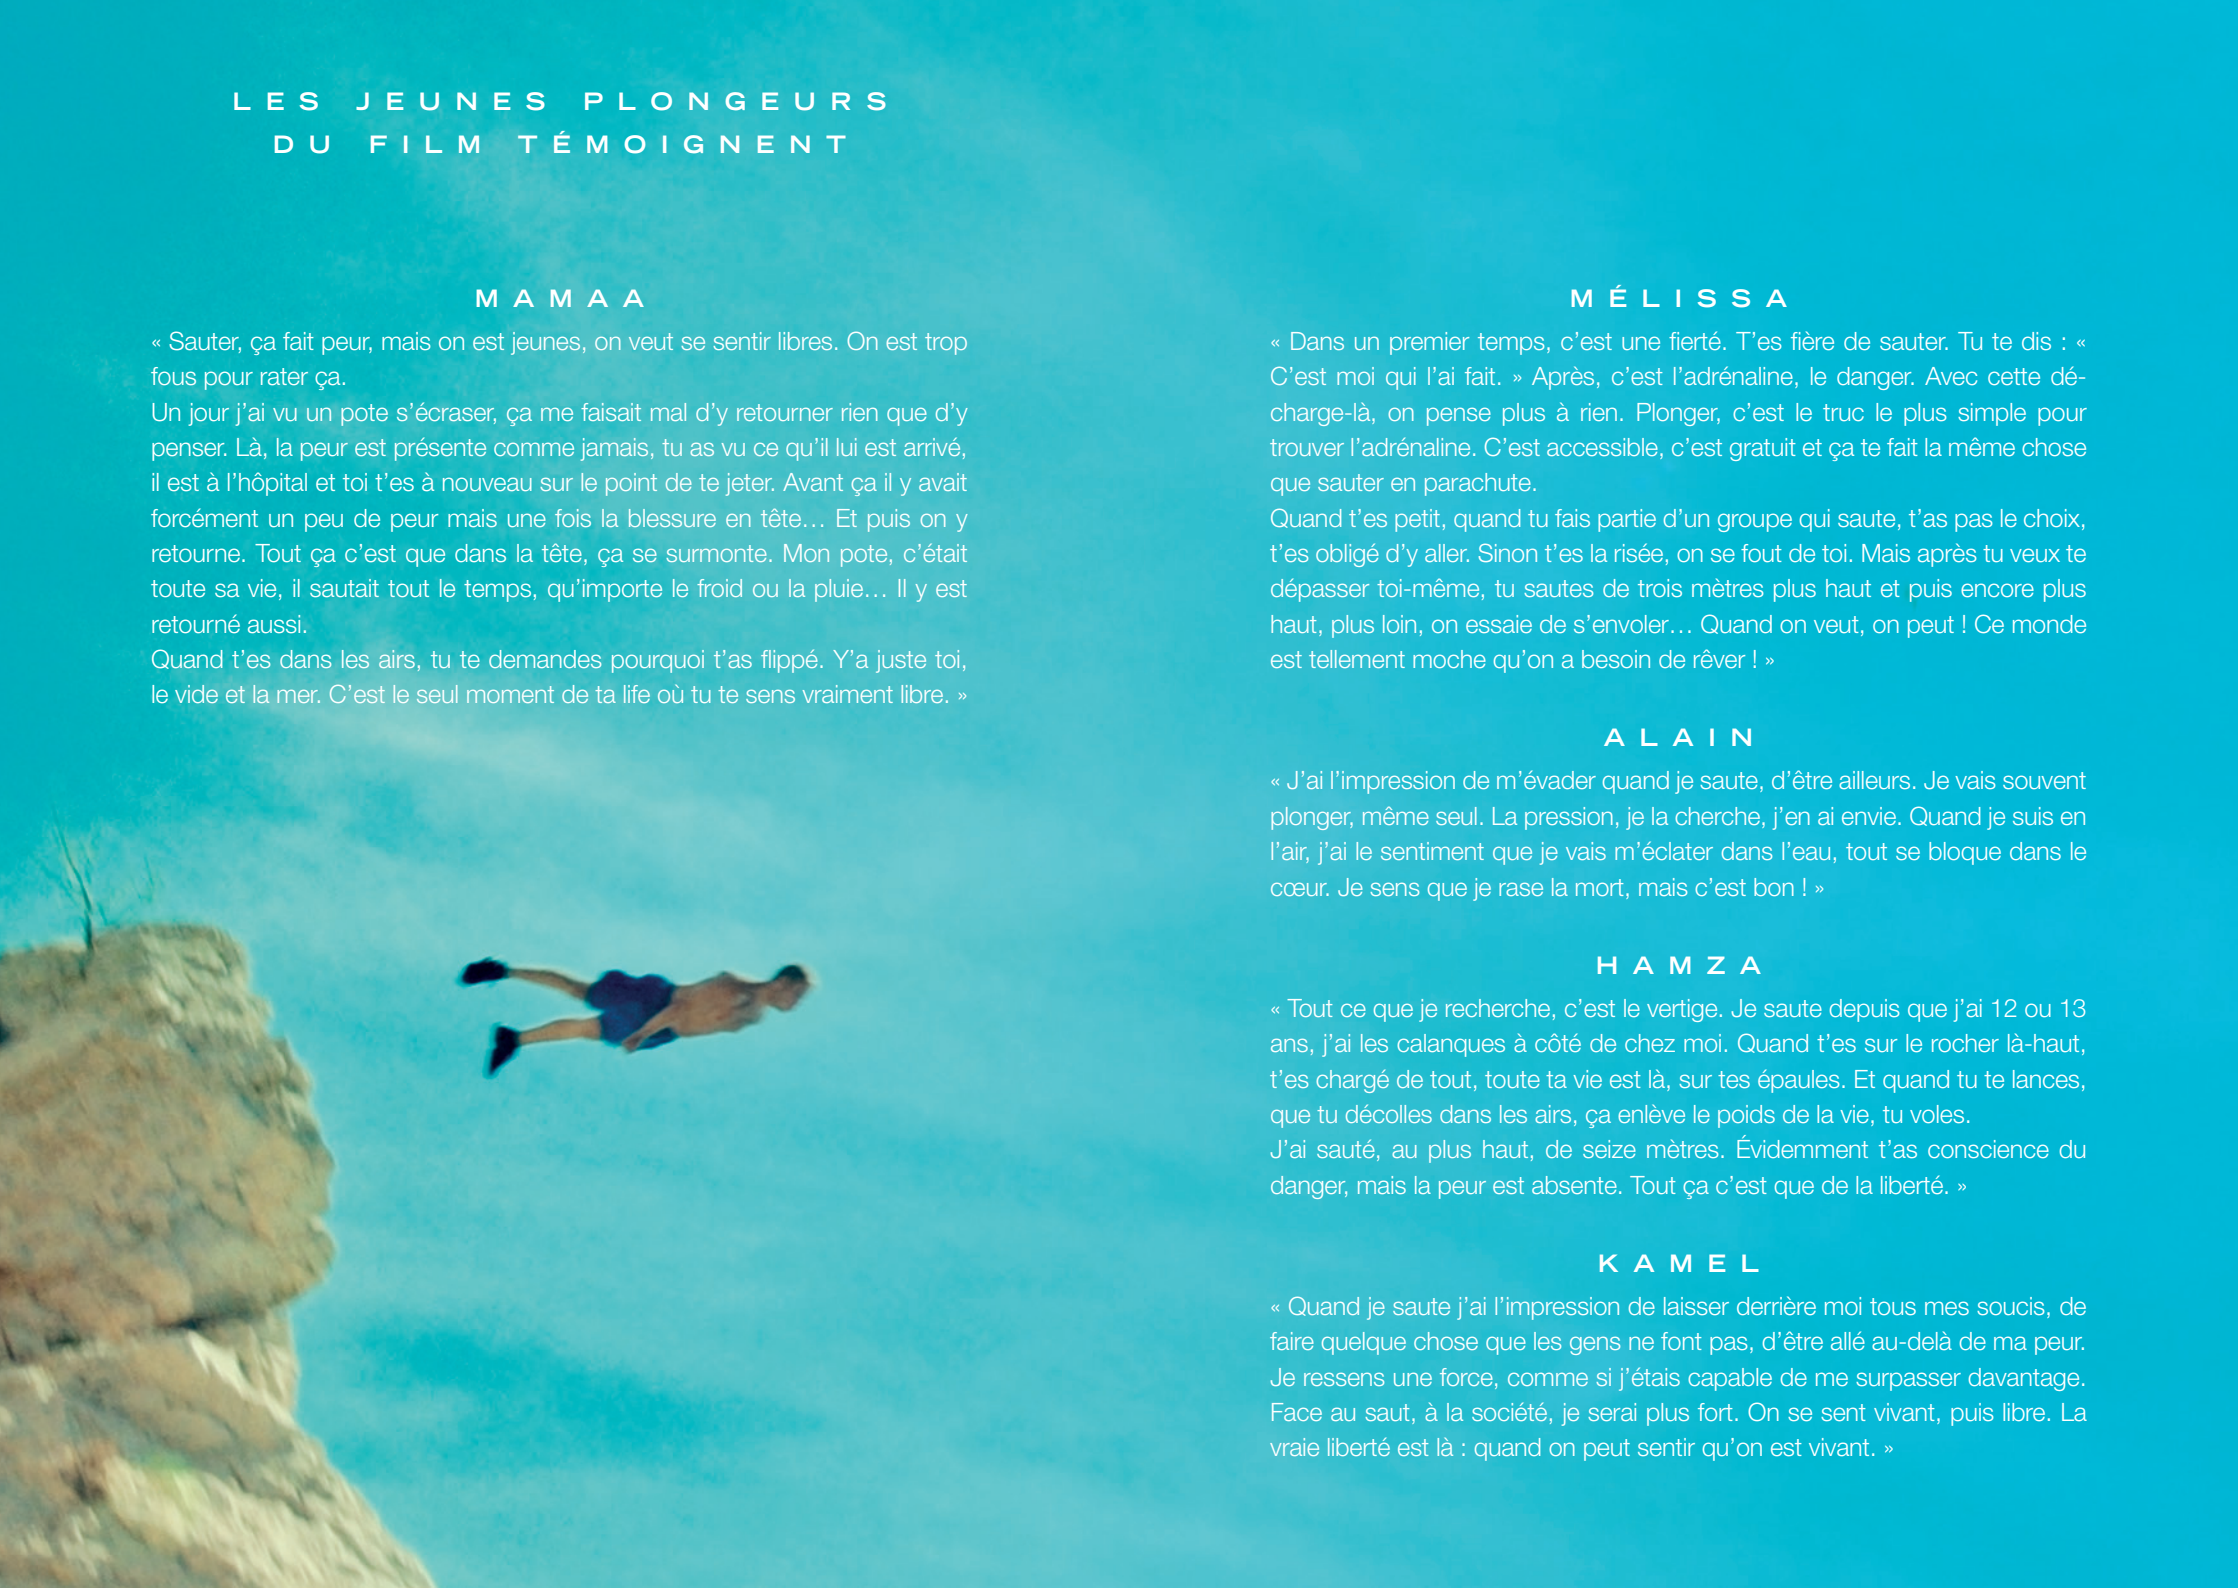 LES JEUNES PLONGEURS
DU FILM TÉMOIGNENT
MAMAA
« Sauter, ça fait peur, mais on est jeunes, on veut se sentir libres. On est trop
fous pour rater ça.
Un jour j’ai vu un pote s’écraser, ça me faisait mal d’y retourner rien que d’y
penser. Là, la peur est présente comme jamais, tu as vu ce qu’il lui est arrivé,
il est à l’hôpital et toi t’es à nouveau sur le point de te jeter. Avant ça il y avait
forcément un peu de peur mais une fois la blessure en tête… Et puis on y
retourne. Tout ça c’est que dans la tête, ça se surmonte. Mon pote, c’était
toute sa vie, il sautait tout le temps, qu’importe le froid ou la pluie… Il y est
retourné aussi.
Quand t’es dans les airs, tu te demandes pourquoi t’as flippé. Y’a juste toi,
le vide et la mer. C’est le seul moment de ta life où tu te sens vraiment libre. »
MÉLISSA
« Dans un premier temps, c’est une fierté. T’es fière de sauter. Tu te dis : «
C’est moi qui l’ai fait. » Après, c’est l’adrénaline, le danger. Avec cette dé-
charge-là, on pense plus à rien. Plonger, c’est le truc le plus simple pour
trouver l’adrénaline. C’est accessible, c’est gratuit et ça te fait la même chose
que sauter en parachute.
Quand t’es petit, quand tu fais partie d’un groupe qui saute, t’as pas le choix,
t’es obligé d’y aller. Sinon t’es la risée, on se fout de toi. Mais après tu veux te
dépasser toi-même, tu sautes de trois mètres plus haut et puis encore plus
haut, plus loin, on essaie de s’envoler… Quand on veut, on peut ! Ce monde
est tellement moche qu’on a besoin de rêver ! »
ALAIN
« J’ai l’impression de m’évader quand je saute, d’être ailleurs. Je vais souvent
plonger, même seul. La pression, je la cherche, j’en ai envie. Quand je suis en
l’air, j’ai le sentiment que je vais m’éclater dans l’eau, tout se bloque dans le
cœur. Je sens que je rase la mort, mais c’est bon ! »
HAMZA
« Tout ce que je recherche, c’est le vertige. Je saute depuis que j’ai 12 ou 13
ans, j’ai les calanques à côté de chez moi. Quand t’es sur le rocher là-haut,
t’es chargé de tout, toute ta vie est là, sur tes épaules. Et quand tu te lances,
que tu décolles dans les airs, ça enlève le poids de la vie, tu voles.
J’ai sauté, au plus haut, de seize mètres. Évidemment t’as conscience du
danger, mais la peur est absente. Tout ça c’est que de la liberté. »
KAMEL
« Quand je saute j’ai l’impression de laisser derrière moi tous mes soucis, de
faire quelque chose que les gens ne font pas, d’être allé au-delà de ma peur.
Je ressens une force, comme si j’étais capable de me surpasser davantage.
Face au saut, à la société, je serai plus fort. On se sent vivant, puis libre. La
vraie liberté est là : quand on peut sentir qu’on est vivant. »